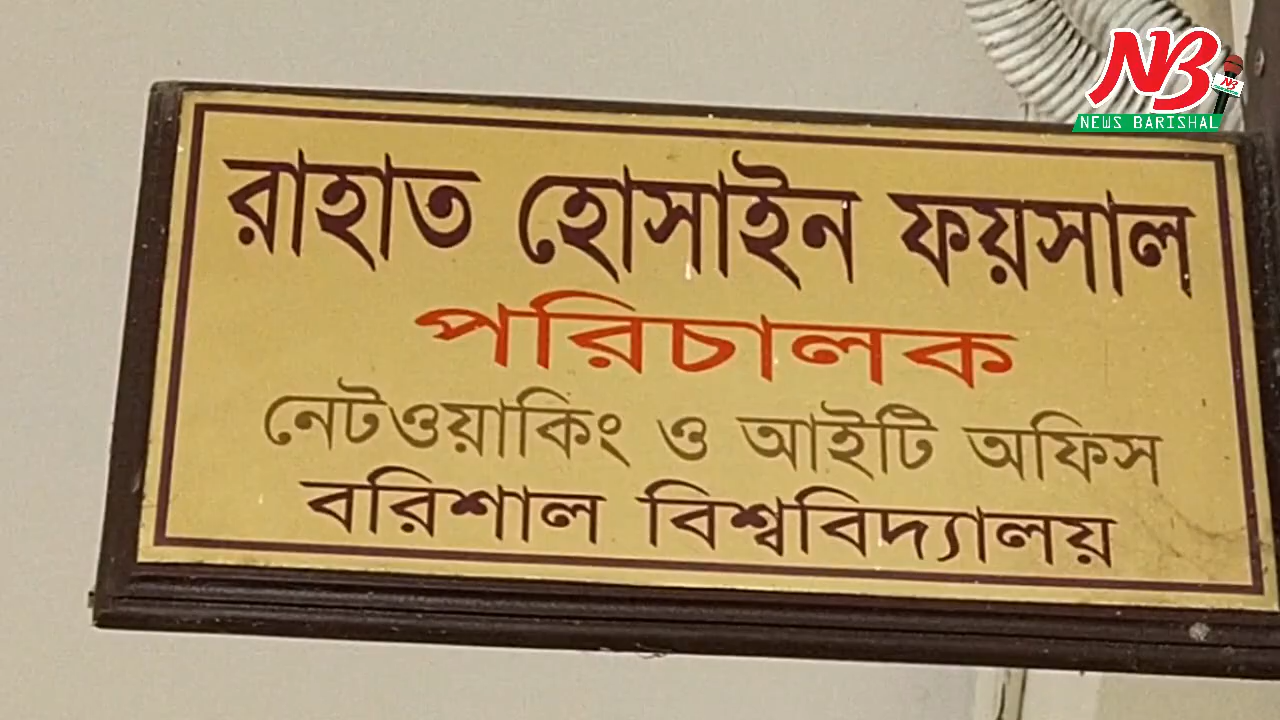 রাহাত হোসাইন ফয়সাল
পরিচালক
নেটওয়াকিং ও আইটি অফিস
বরিশাল বিশ্ববিদ্যালয়
NB
NEWS BARISHAL